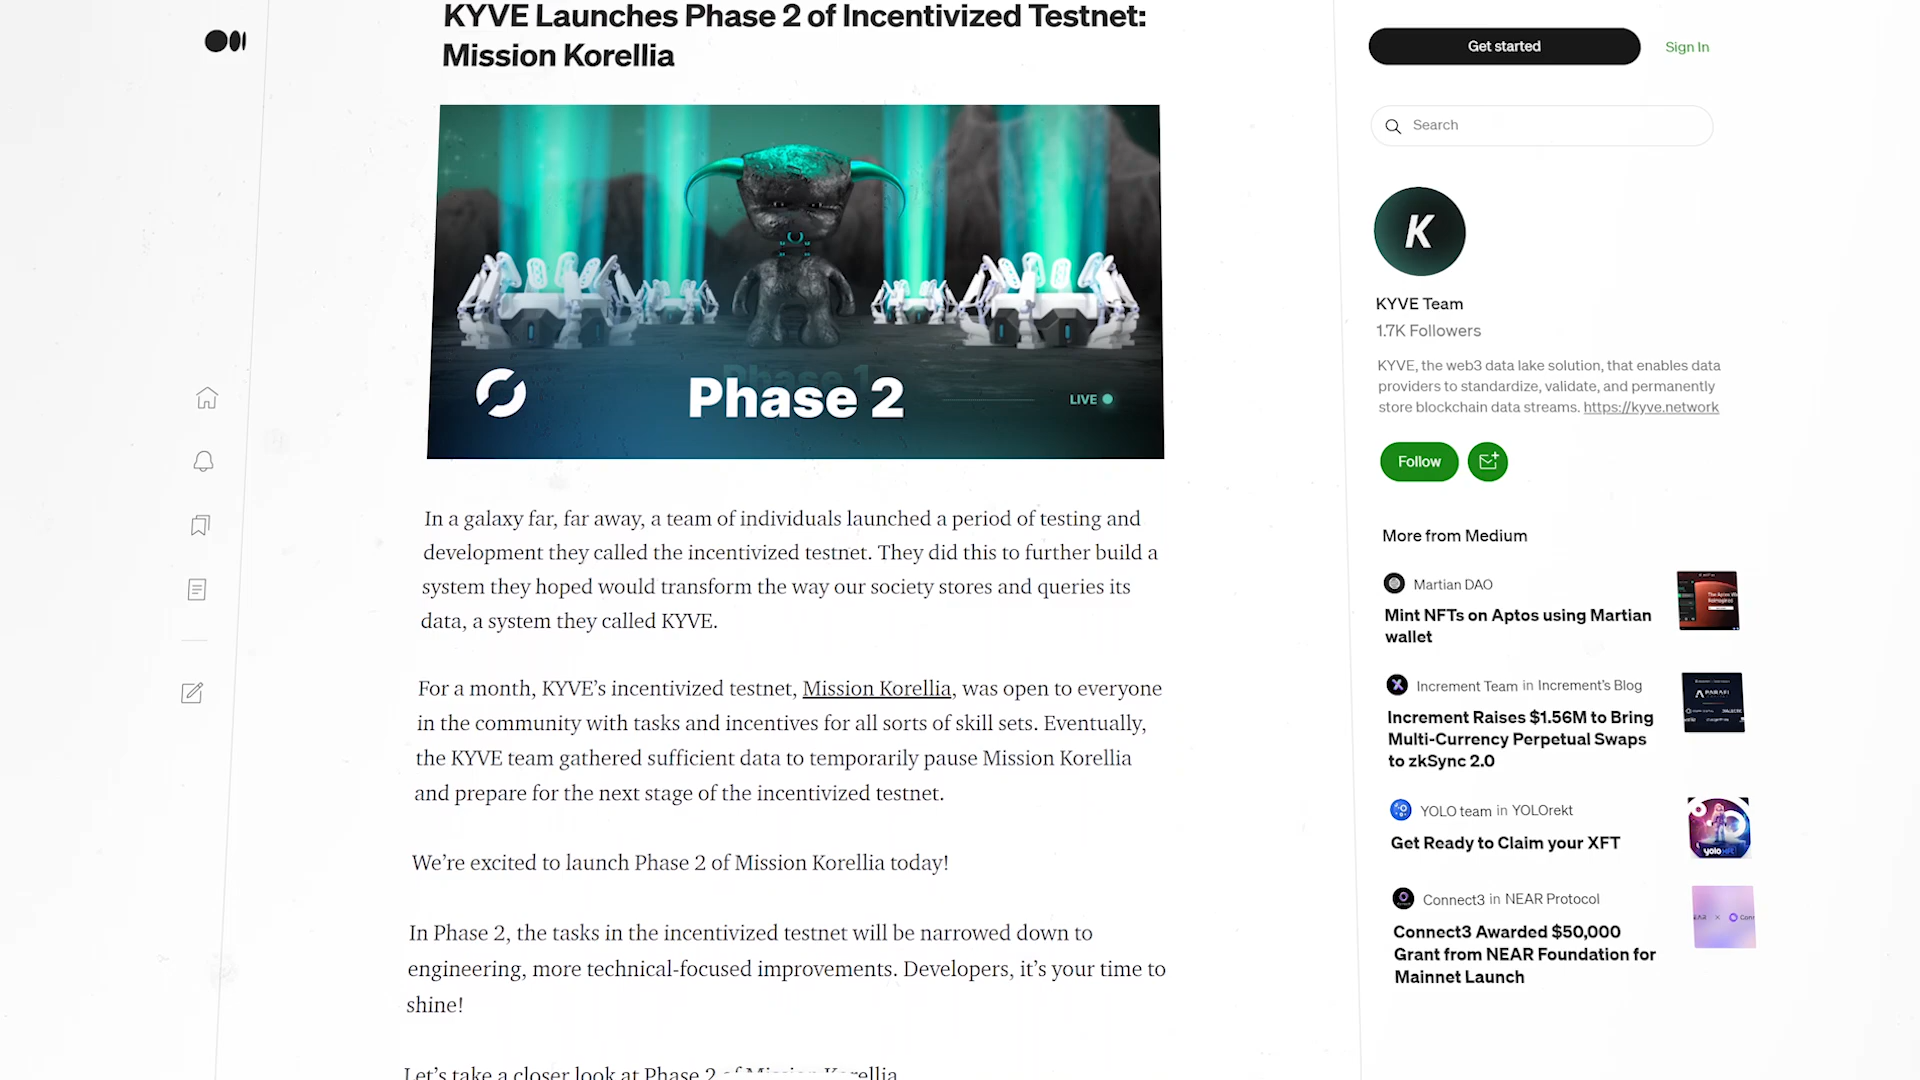 KYVE Launches Phase 2 of Incentivized Testnet:
Mission Korellia
Phase 2
LIVE
In a galaxy far, far away, a team of individuals launched a period of testing and
development they called the incentivized testnet. They did this to further build a
system they hoped would transform the way our society stores and queries its
data, a system they called KYVE.
For a month, KYVE’s incentivized testnet, Mission Korellia, was open to everyone
in the community with tasks and incentives for all sorts of skill sets. Eventually,
the KYVE team gathered sufficient data to temporarily pause Mission Korellia
and prepare for the next stage of the incentivized testnet.
We’re excited to launch Phase 2 of Mission Korellia today!
In Phase 2, the tasks in the incentivized testnet will be narrowed down to
engineering, more technical-focused improvements. Developers, it’s your time to
shine!
Let’s take a closer look at Phase 2 of Mission Korellia
Get started
Sign In
Search
K
KYVE Team
1.7K Followers
KYVE, the web3 data lake solution, that enables data
providers to standardize, validate, and permanently
store blockchain data streams. https://kyve.network
Follow
More from Medium
Martian DAO
Mint NFTs on Aptos using Martian
wallet
Increment Team in Increment’s Blog
Increment Raises $1.56M to Bring
Multi-Currency Perpetual Swaps
to zkSync 2.0
PARAFI
YOLO team in YOLOrekt
Get Ready to Claim your XFT
Connect3 in NEAR Protocol
Connect3 Awarded $50,000
Grant from NEAR Foundation for
Mainnet Launch